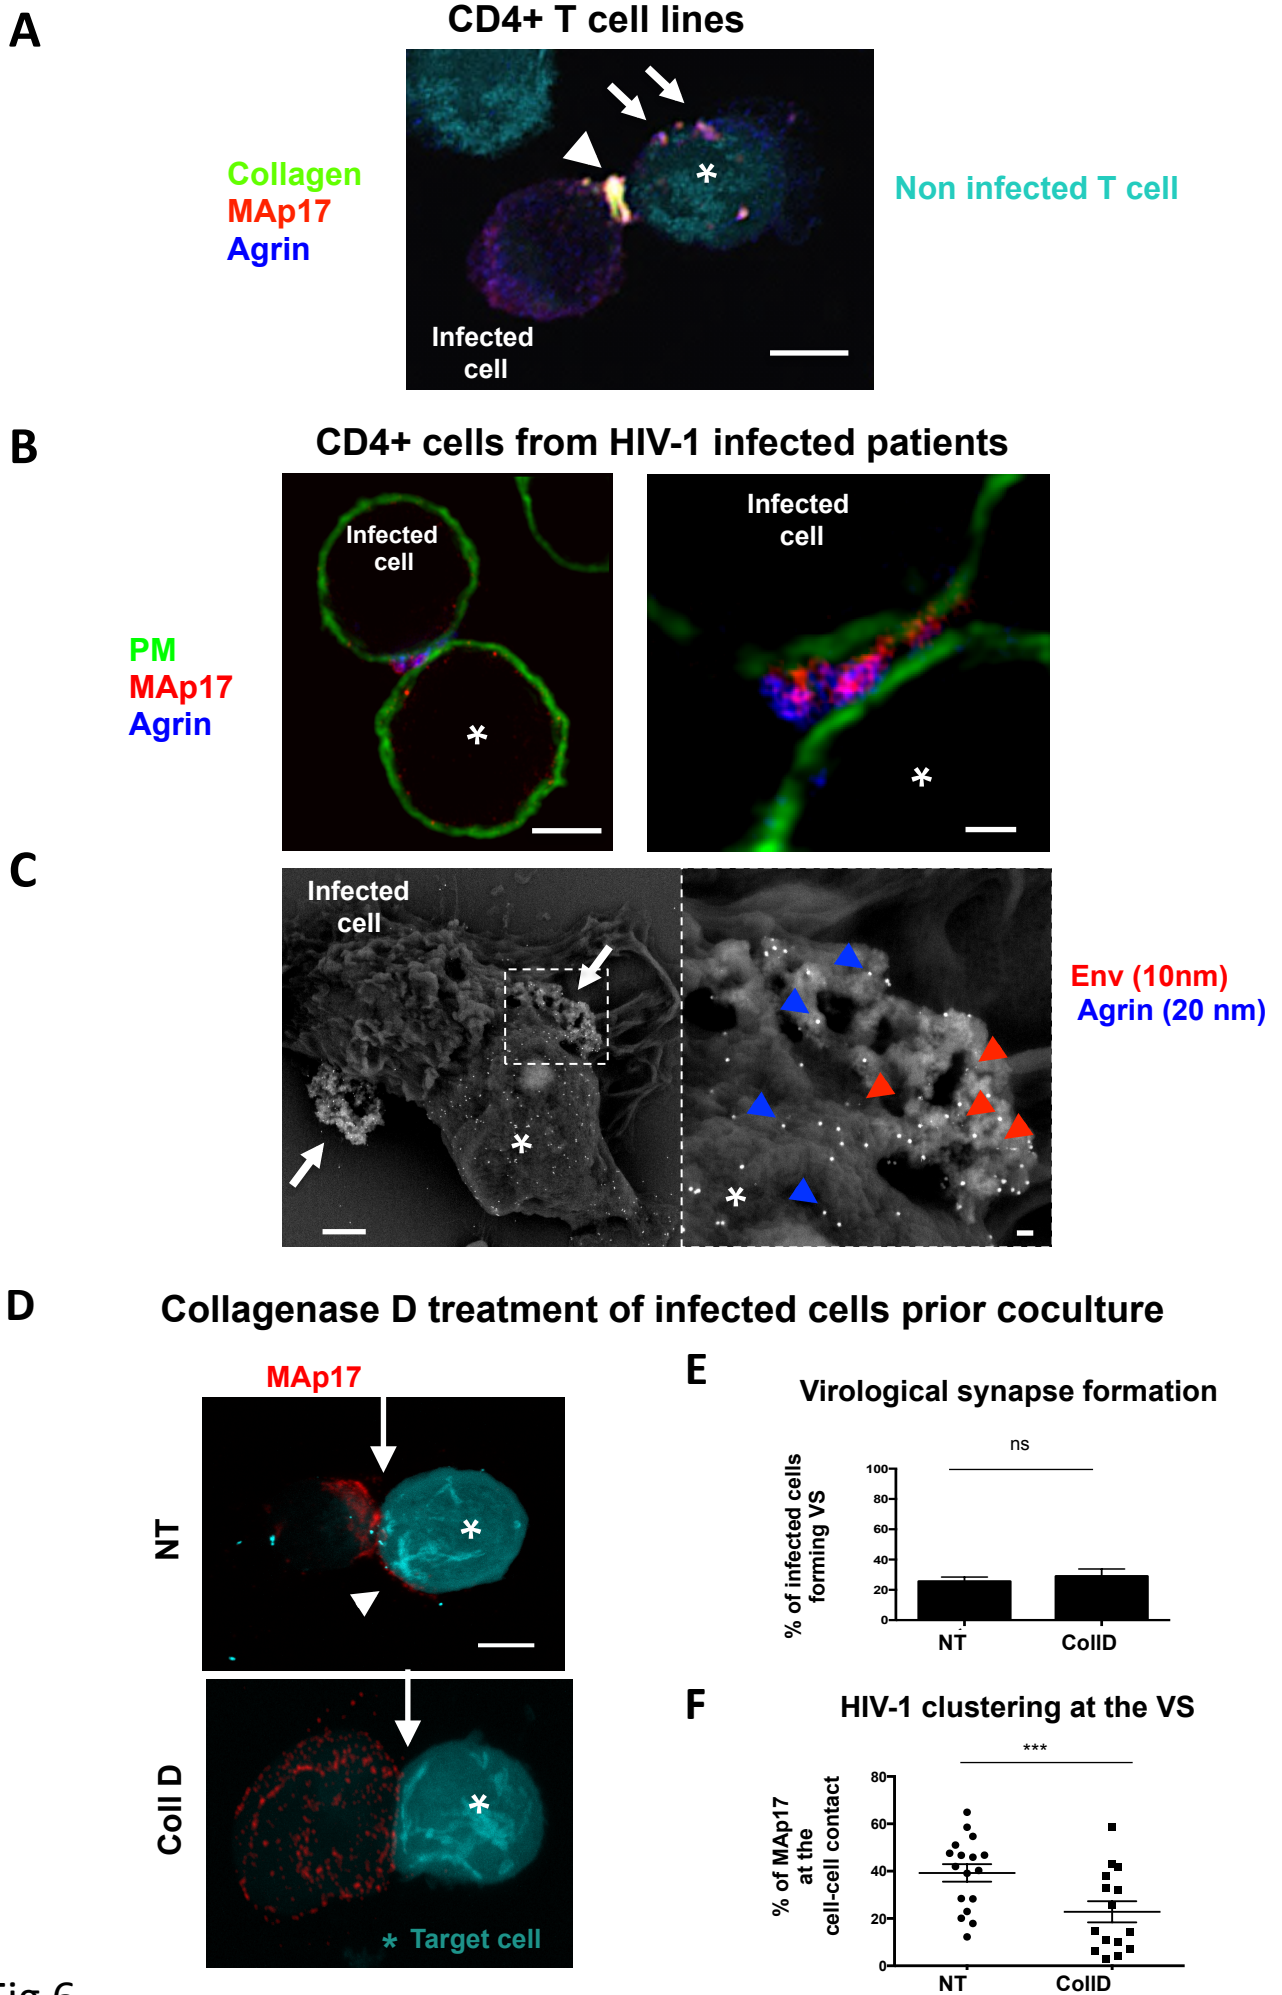 A
CD4+ T cell lines
Collagen
MAp17
Agrin
*
Non infected T cell
Infected
cell
B
CD4+ cells from HIV-1 infected patients
Infected
cell
Infected
cell
PM
MAp17
Agrin
*
*
C
Infected
cell
Env (10nm)
Agrin (20 nm)
*
*
D
Collagenase D treatment of infected cells prior coculture
MAp17
NT
*
Coll D
*
* Target cell
E
Virological synapse formation
ns
% of infected cells
forming VS
100
80
60
40
20
0
NT
CollD
F
HIV-1 clustering at the VS
***
% of MAp17
at the
cell-cell contact
80
60
40
20
0
NT
CollD